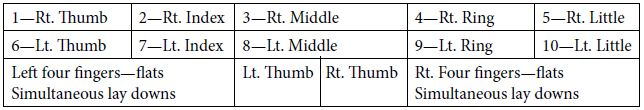 1—Rt. Thumb 2—Rt. Index 3—Rt. Middle 4—Rt. Ring 5—Rt. Little
6—Lt. Thumb 7—Lt. Index 8—Lt. Middle 9—Lt. Ring 10—Lt. Little
Left four fingers—flats Lt. Thumb Rt. Thumb Rt. Four fingers—flats
Simultaneous lay downs Simultaneous lay downs